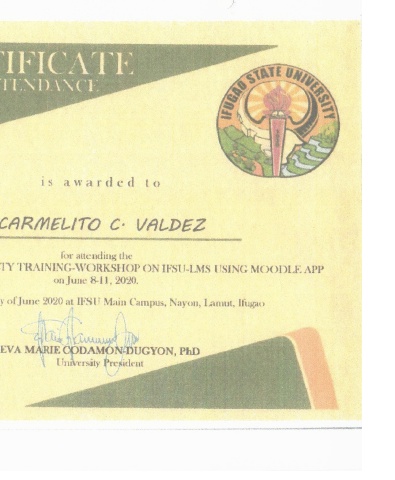 TIFICATE
TTENDANCE
IFUGAO STATE UNIVERSITY
is awarded to
CARMELITO C. VALDEZ
for attending the
TY TRAINING-WORKSHOP ON IFSU-LMS USING MOODLE APP
on June 8-11, 2020.
y of June 2020 at IFSU Main Campus, Nayon, Lamut, Ifugao
EVA MARIE CODAMON-DUGYON, PhD
University President